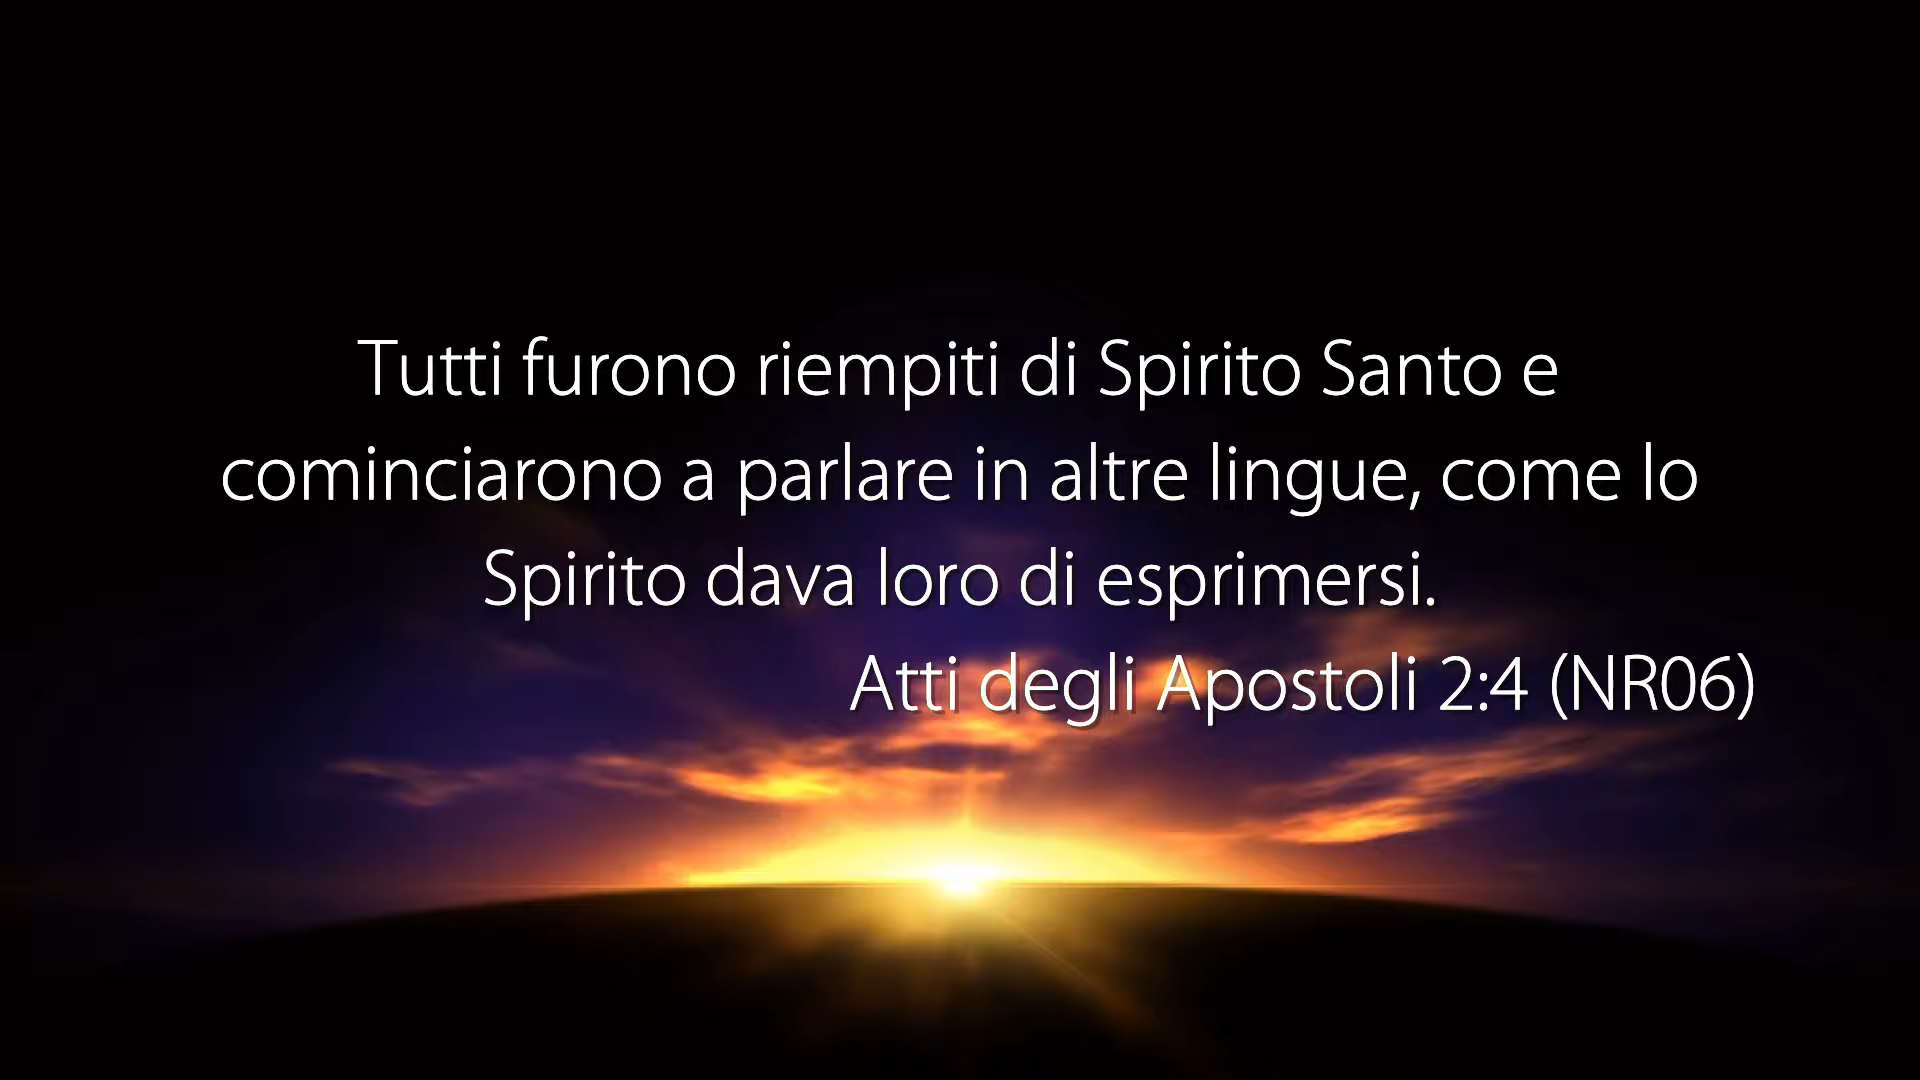 Tutti furono riempiti di Spirito Santo e
cominciarono a parlare in altre lingue, come lo
Spirito dava loro di esprimersi.
Atti degli Apostoli 2:4 (NR06)